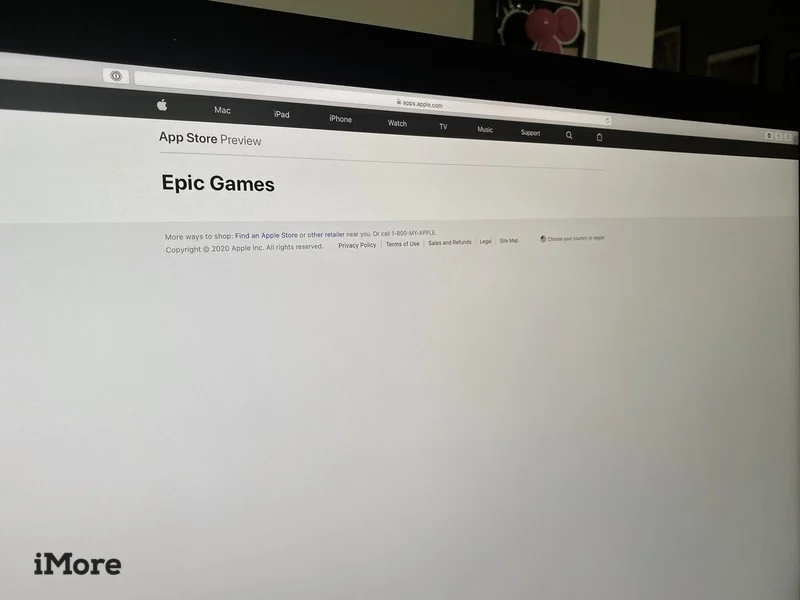 apps.apple.com
Mac iPad iPhone Watch TV Music Support
App Store Preview
Epic Games
More ways to shop: Find an Apple Store or other retailer near you. Or call 1-800-MY-APPLE.
Copyright © 2020 Apple Inc. All rights reserved. Privacy Policy Terms of Use Sales and Refunds Legal Site Map Choose your country or region
iMore